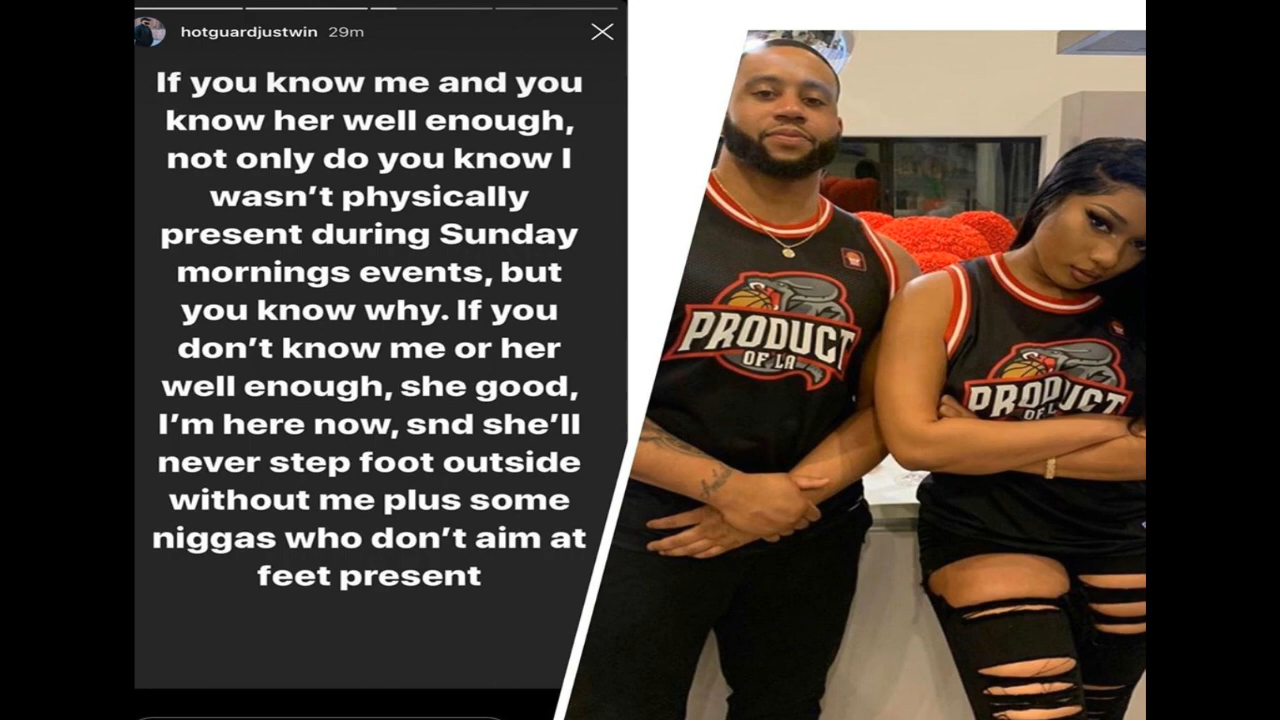 hotguardjustwin 29m
If you know me and you
know her well enough,
not only do you know I
wasn't physically
present during Sunday
mornings events, but
you know why. If you
don't know me or her
well enough, she good,
I'm here now, snd she'll
never step foot outside
without me plus some
niggas who don't aim at
feet present
PRODUCT
OF LA
PRODUCT
OF L